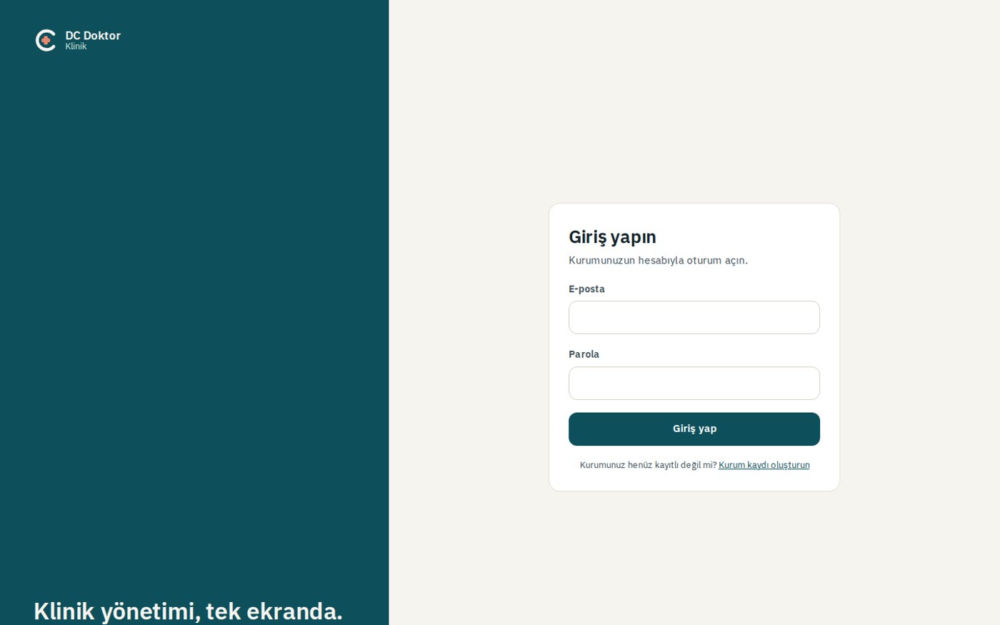 DC Doktor
Klinik
Klinik yönetimi, tek ekranda.
Giriş yapın
Kurumunuzun hesabıyla oturum açın.
E-posta
Parola
Giriş yap
Kurumunuz henüz kayıtlı değil mi? Kurum kaydı oluşturun